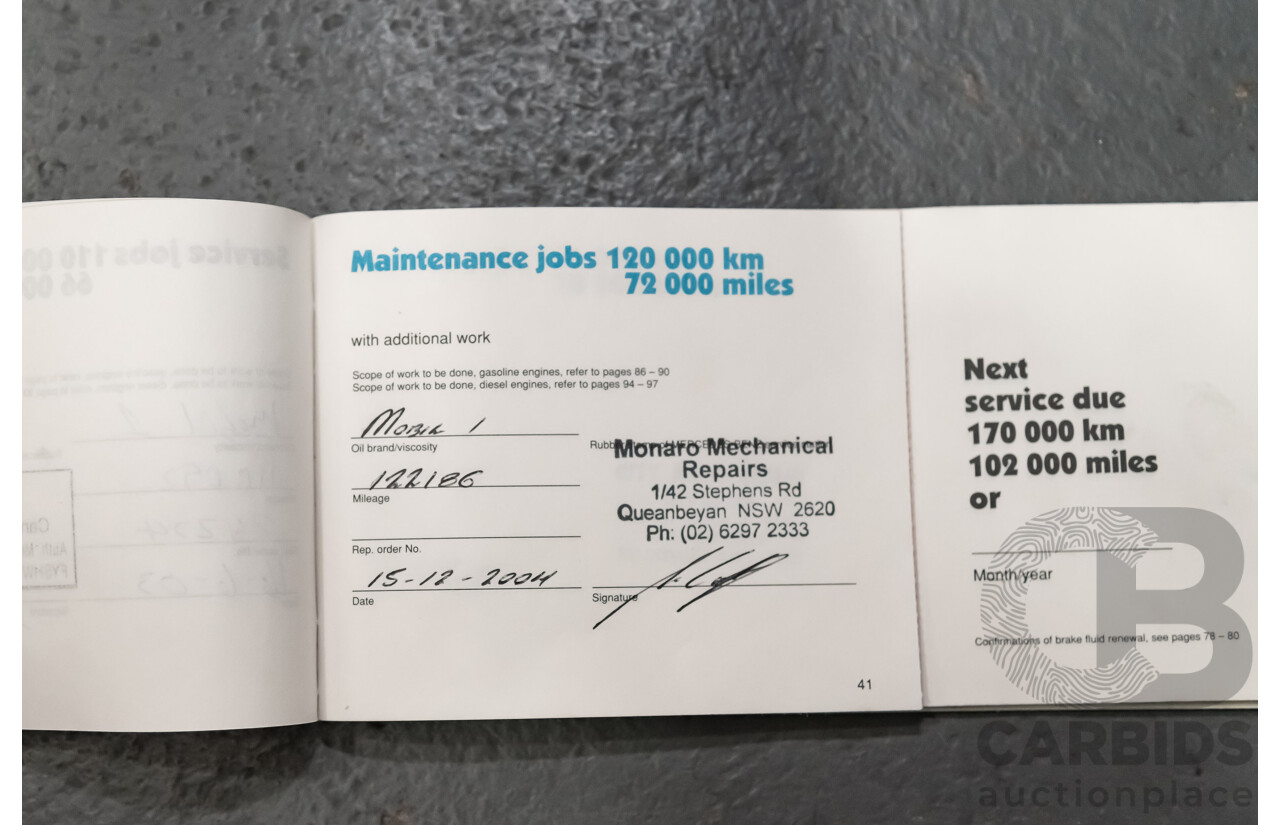 Maintenance jobs 120 000 km
72 000 miles
with additional work
Scope of work to be done, gasoline engines, refer to pages 86 – 90
Scope of work to be done, diesel engines, refer to pages 94 – 97
Mobil 1
Oil brand/viscosity
122186
Mileage
Rep. order No.
15-12-2004
Date
Monaro Mechanical
Repairs
1/42 Stephens Rd
Queanbeyan NSW 2620
Ph: (02) 6297 2333
Signature
41
Next
service due
170 000 km
102 000 miles
or
Month/year
Confirmations of brake fluid renewal, see pages 78 – 80
CB
CARBIDS
auctionplace